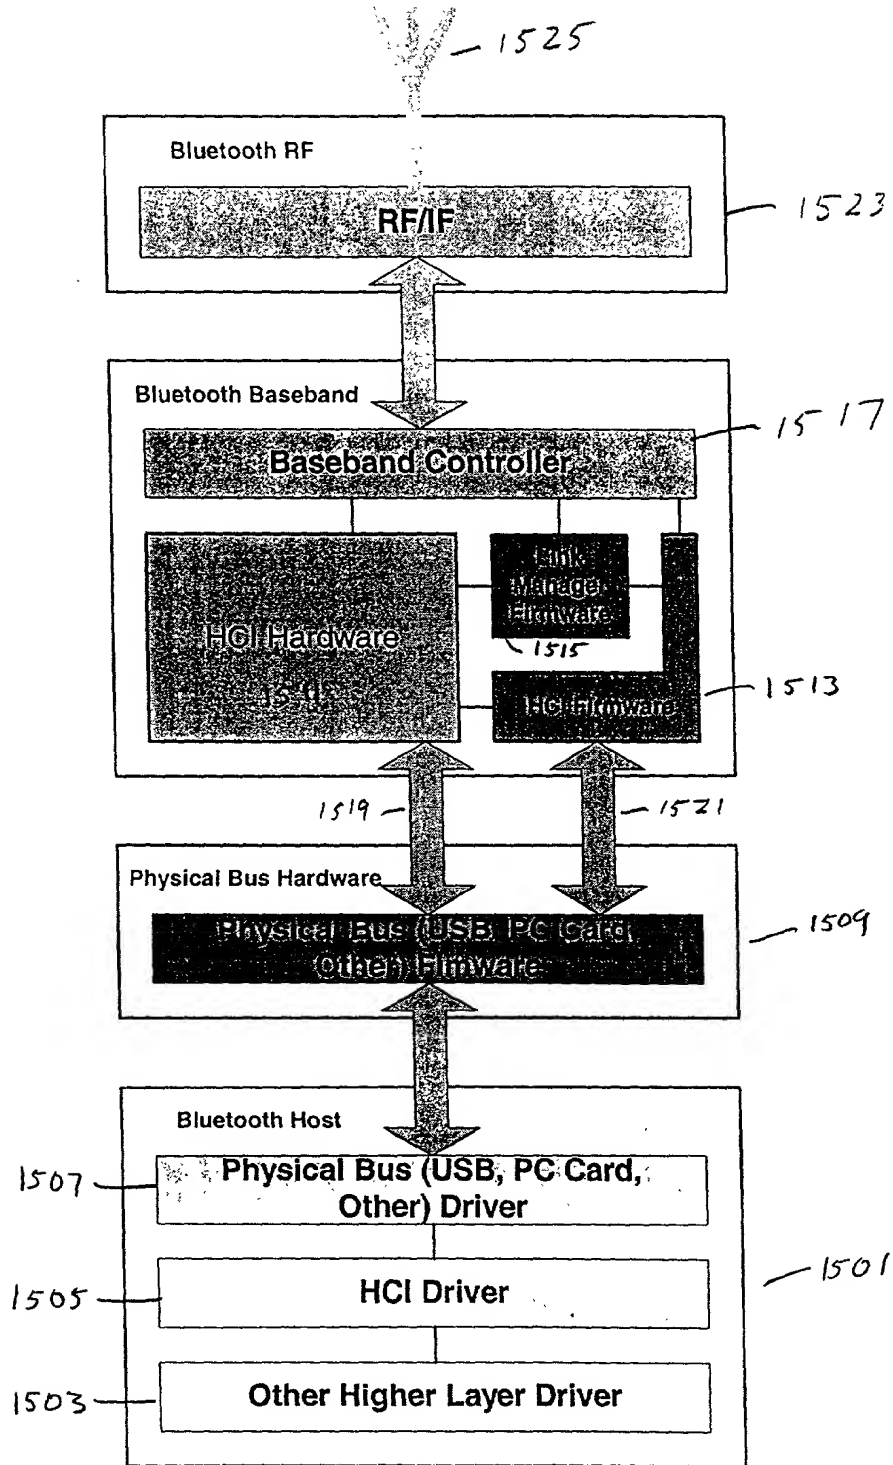 1525
Bluetooth RF
RF/IF
1523
Bluetooth Baseband
1517
Baseband Controller
Link
Manager
Firmware
HCI Hardware
1515
1513
HCI Firmware
1519
1521
Physical Bus Hardware
Physical Bus (USB, PC Card,
Other) Firmware
1509
Bluetooth Host
1507
Physical Bus (USB, PC Card,
Other) Driver
1501
1505
HCI Driver
1503
Other Higher Layer Driver